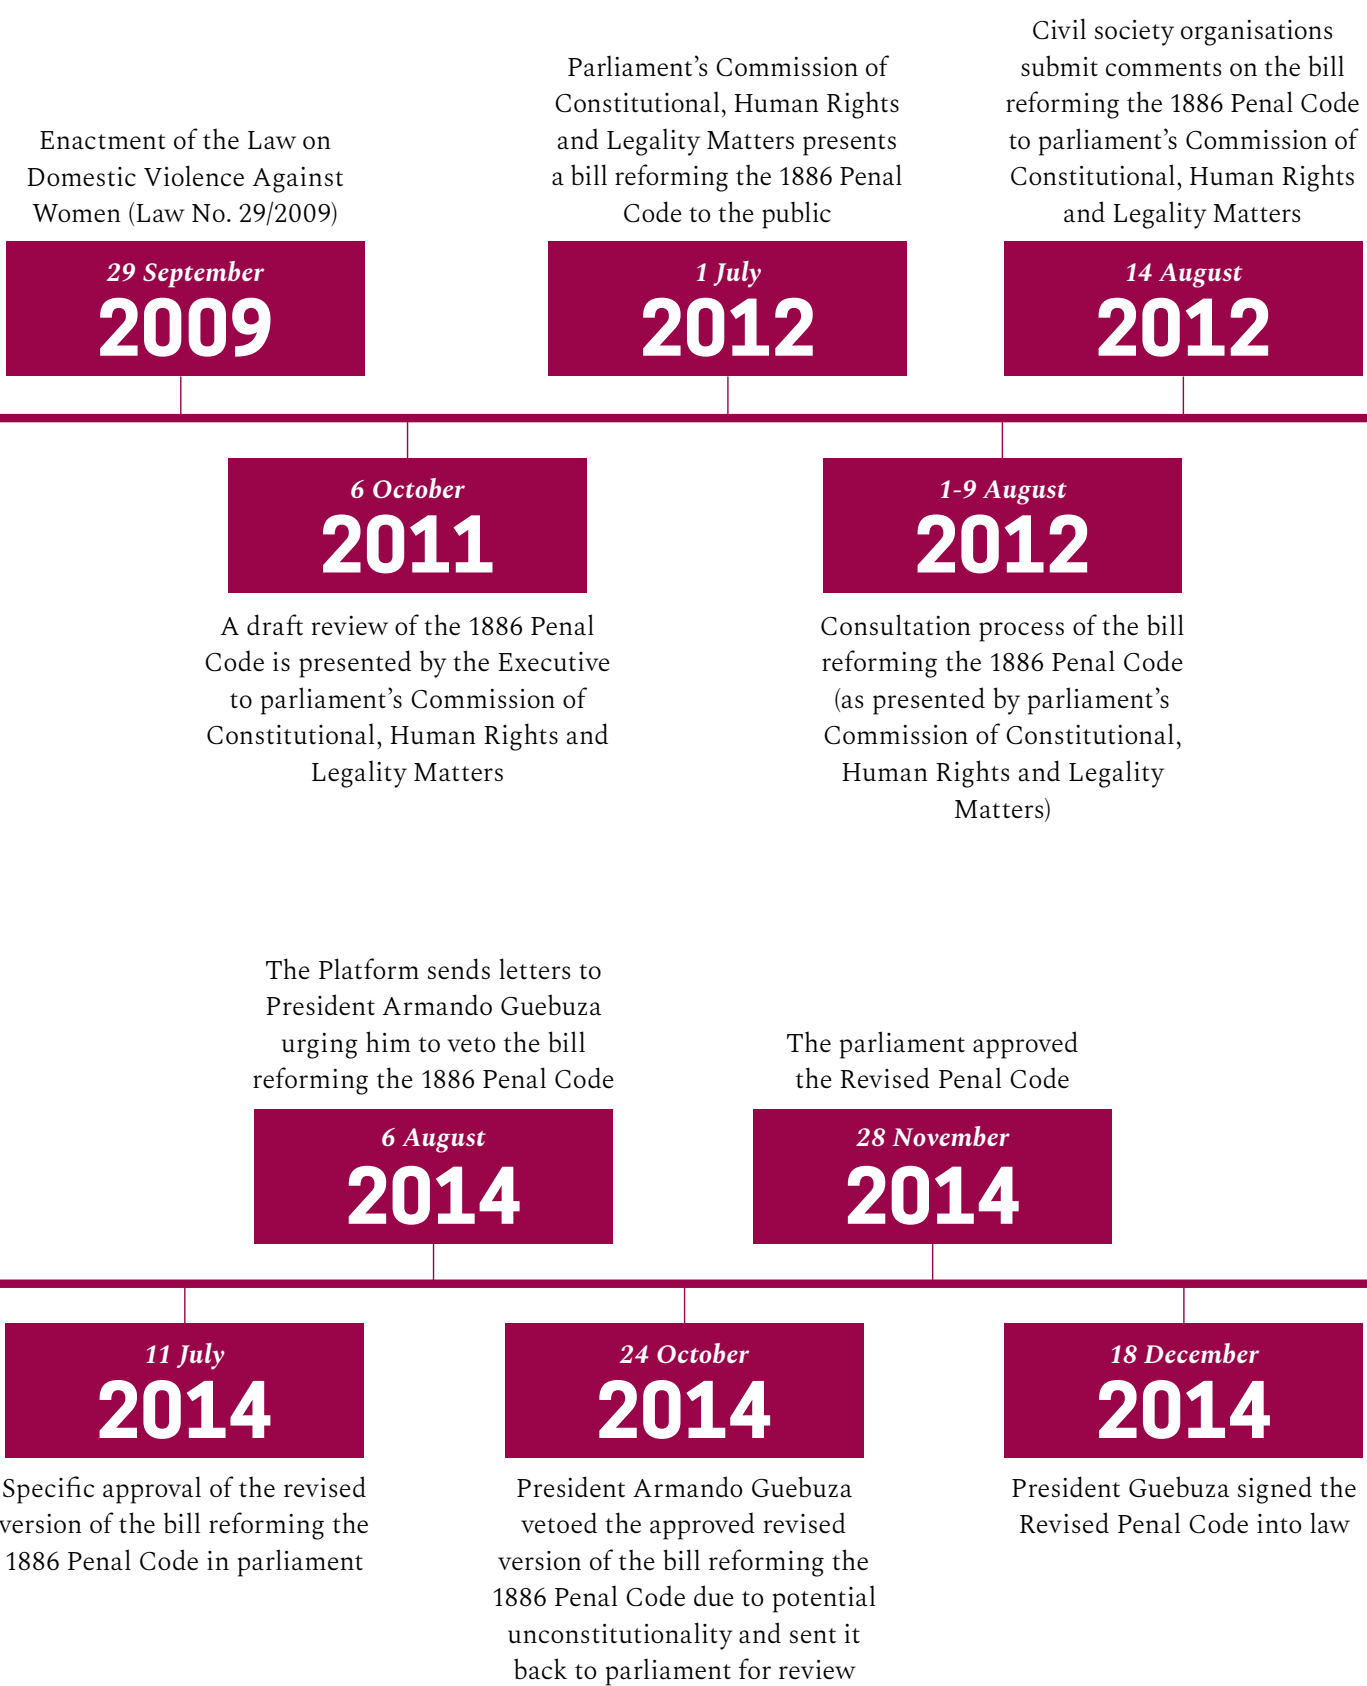 Enactment of the Law on
Domestic Violence Against
Women (Law No. 29/2009)
29 September
2009
6 October
2011
A draft review of the 1886 Penal
Code is presented by the Executive
to parliament’s Commission of
Constitutional, Human Rights and
Legality Matters
Parliament’s Commission of
Constitutional, Human Rights
and Legality Matters presents
a bill reforming the 1886 Penal
Code to the public
1 July
2012
1-9 August
2012
Consultation process of the bill
reforming the 1886 Penal Code
(as presented by parliament’s
Commission of Constitutional,
Human Rights and Legality
Matters)
Civil society organisations
submit comments on the bill
reforming the 1886 Penal Code
to parliament’s Commission of
Constitutional, Human Rights
and Legality Matters
14 August
2012
11 July
2014
Specific approval of the revised
version of the bill reforming the
1886 Penal Code in parliament
The Platform sends letters to
President Armando Guebuza
urging him to veto the bill
reforming the 1886 Penal Code
6 August
2014
24 October
2014
President Armando Guebuza
vetoed the approved revised
version of the bill reforming the
1886 Penal Code due to potential
unconstitutionality and sent it
back to parliament for review
The parliament approved
the Revised Penal Code
28 November
2014
18 December
2014
President Guebuza signed the
Revised Penal Code into law